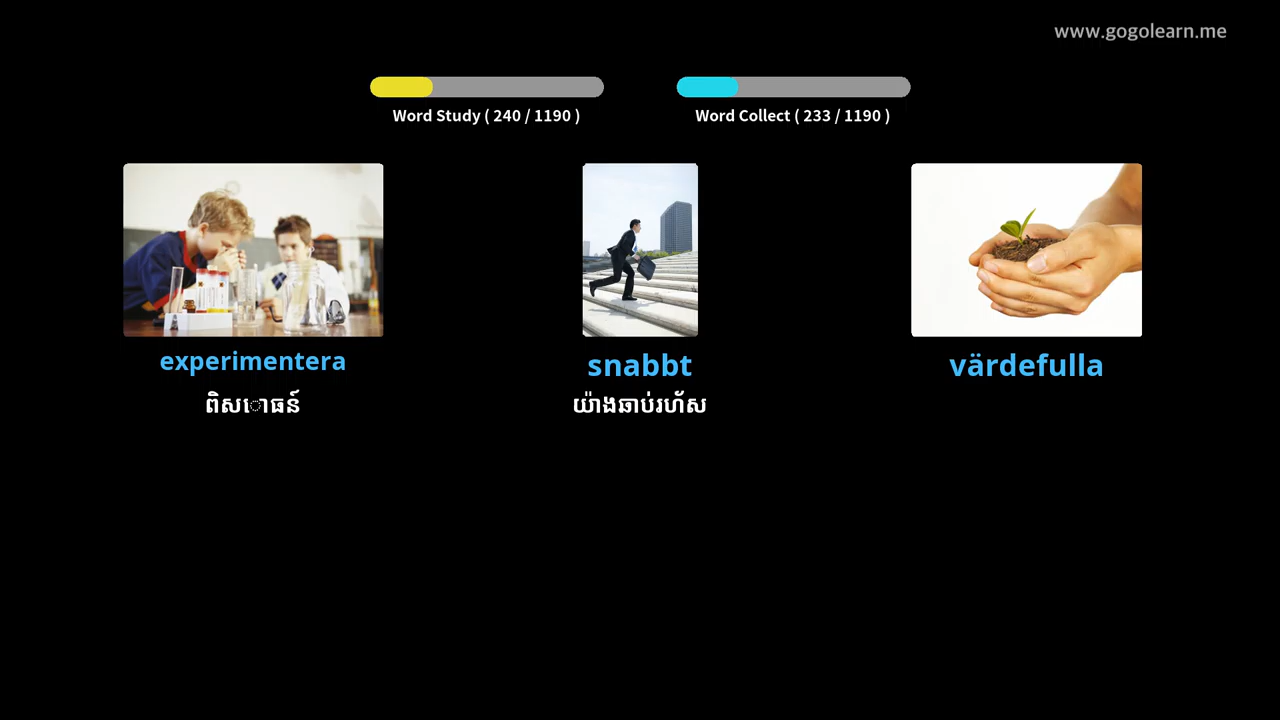 www.gogolearn.me
Word Study ( 240 / 1190 )
Word Collect ( 233 / 1190 )
experimentera
ពិសោធន៍
snabbt
យ៉ាងឆាប់រហ័ស
värdefulla